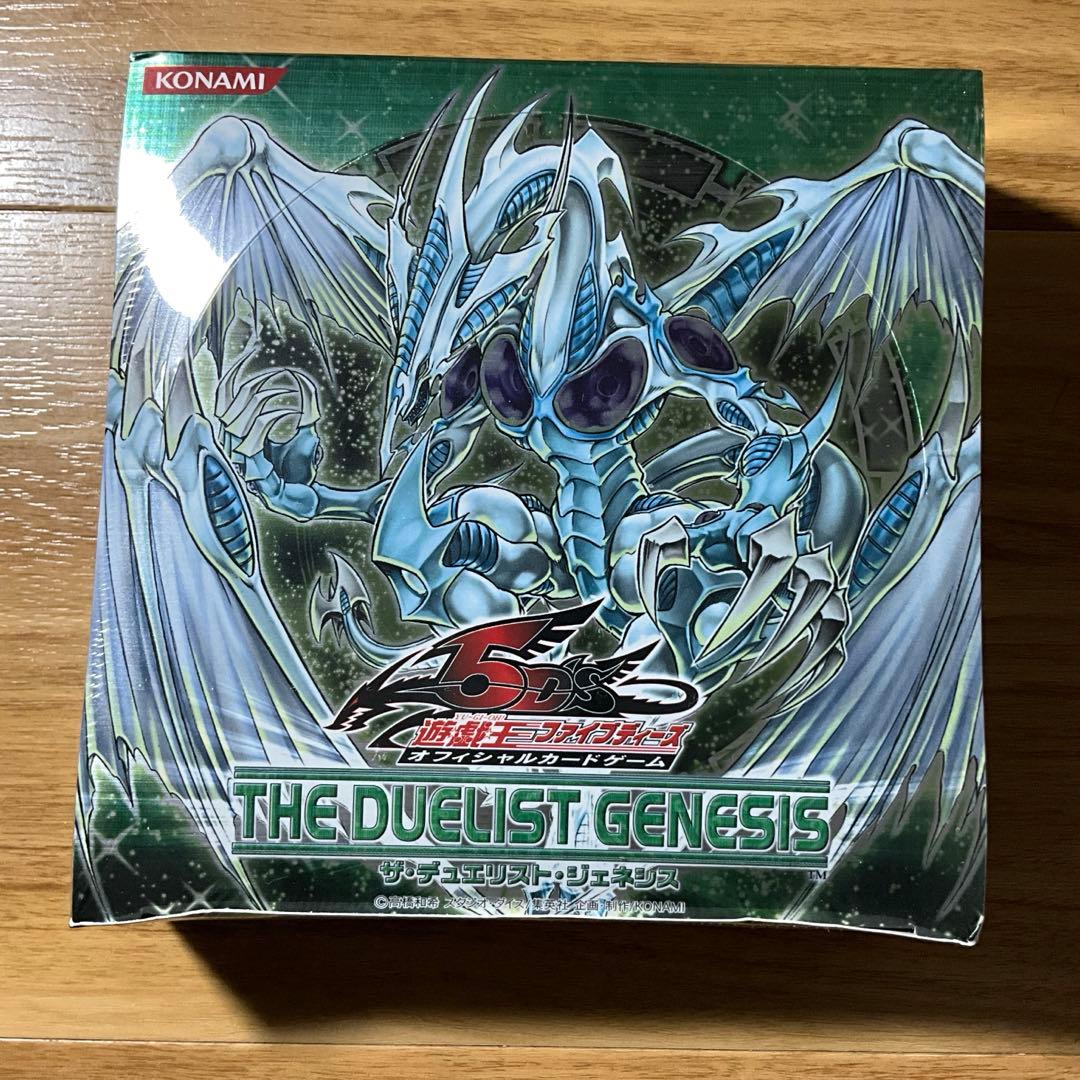 KONAMI
5D'S
YU-GI-OH!
遊戯王ファイブディーズ
オフィシャルカードゲーム
THE DUELIST GENESIS
TM
ザ・デュエリスト・ジェネシス
©高橋和希 スタジオ・ダイス/集英社 企画・制作/KONAMI